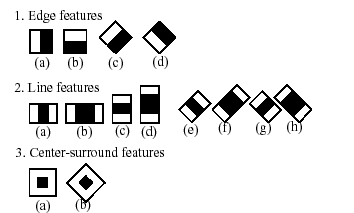 1. Edge features
(a) (b) (c) (d)
2. Line features
(a) (b) (c) (d) (e) (f) (g) (h)
3. Center-surround features
(a) (b)